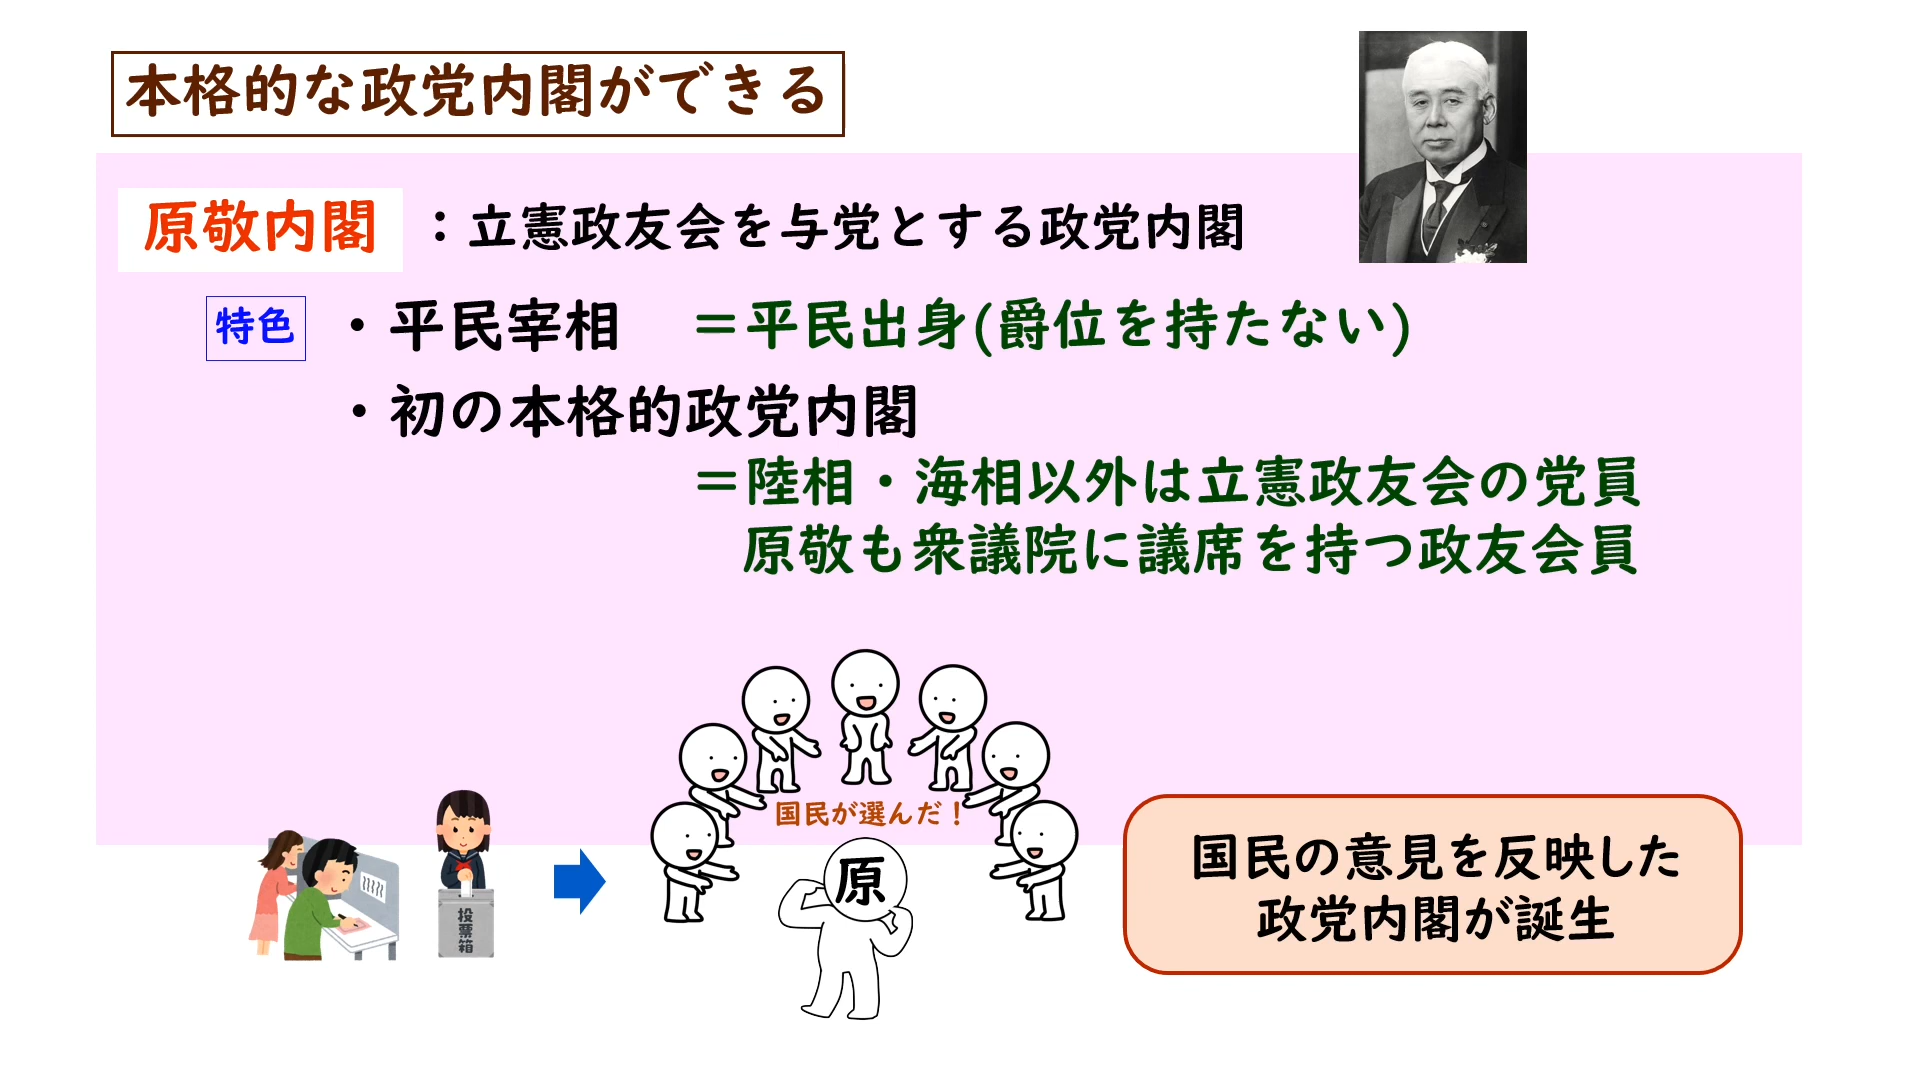 本格的な政党内閣ができる
原敬内閣：立憲政友会を与党とする政党内閣
特色・平民宰相　＝平民出身(爵位を持たない)
・初の本格的政党内閣
＝陸相・海相以外は立憲政友会の党員
原敬も衆議院に議席を持つ政友会員
国民が選んだ！
原
投票箱
国民の意見を反映した
政党内閣が誕生